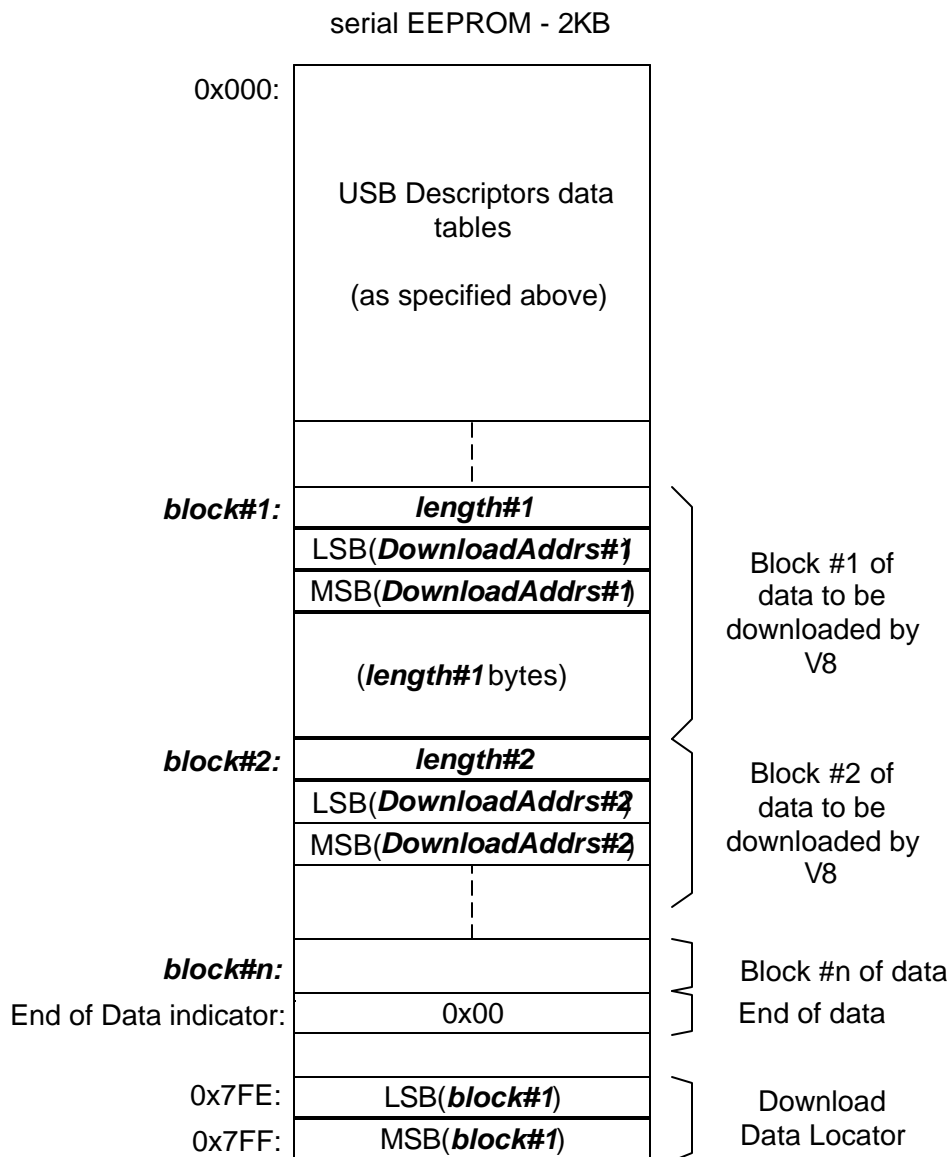 serial EEPROM - 2KB
0x000:
USB Descriptors data
tables
(as specified above)
block#1:
length#1
LSB(DownloadAddrs#1)
MSB(DownloadAddrs#1)
(length#1 bytes)
Block #1 of
data to be
downloaded by
V8
block#2:
length#2
LSB(DownloadAddrs#2)
MSB(DownloadAddrs#2)
Block #2 of
data to be
downloaded by
V8
block#n:
Block #n of data
End of Data indicator:
0x00
End of data
0x7FE:
LSB(block#1)
0x7FF:
MSB(block#1)
Download
Data Locator